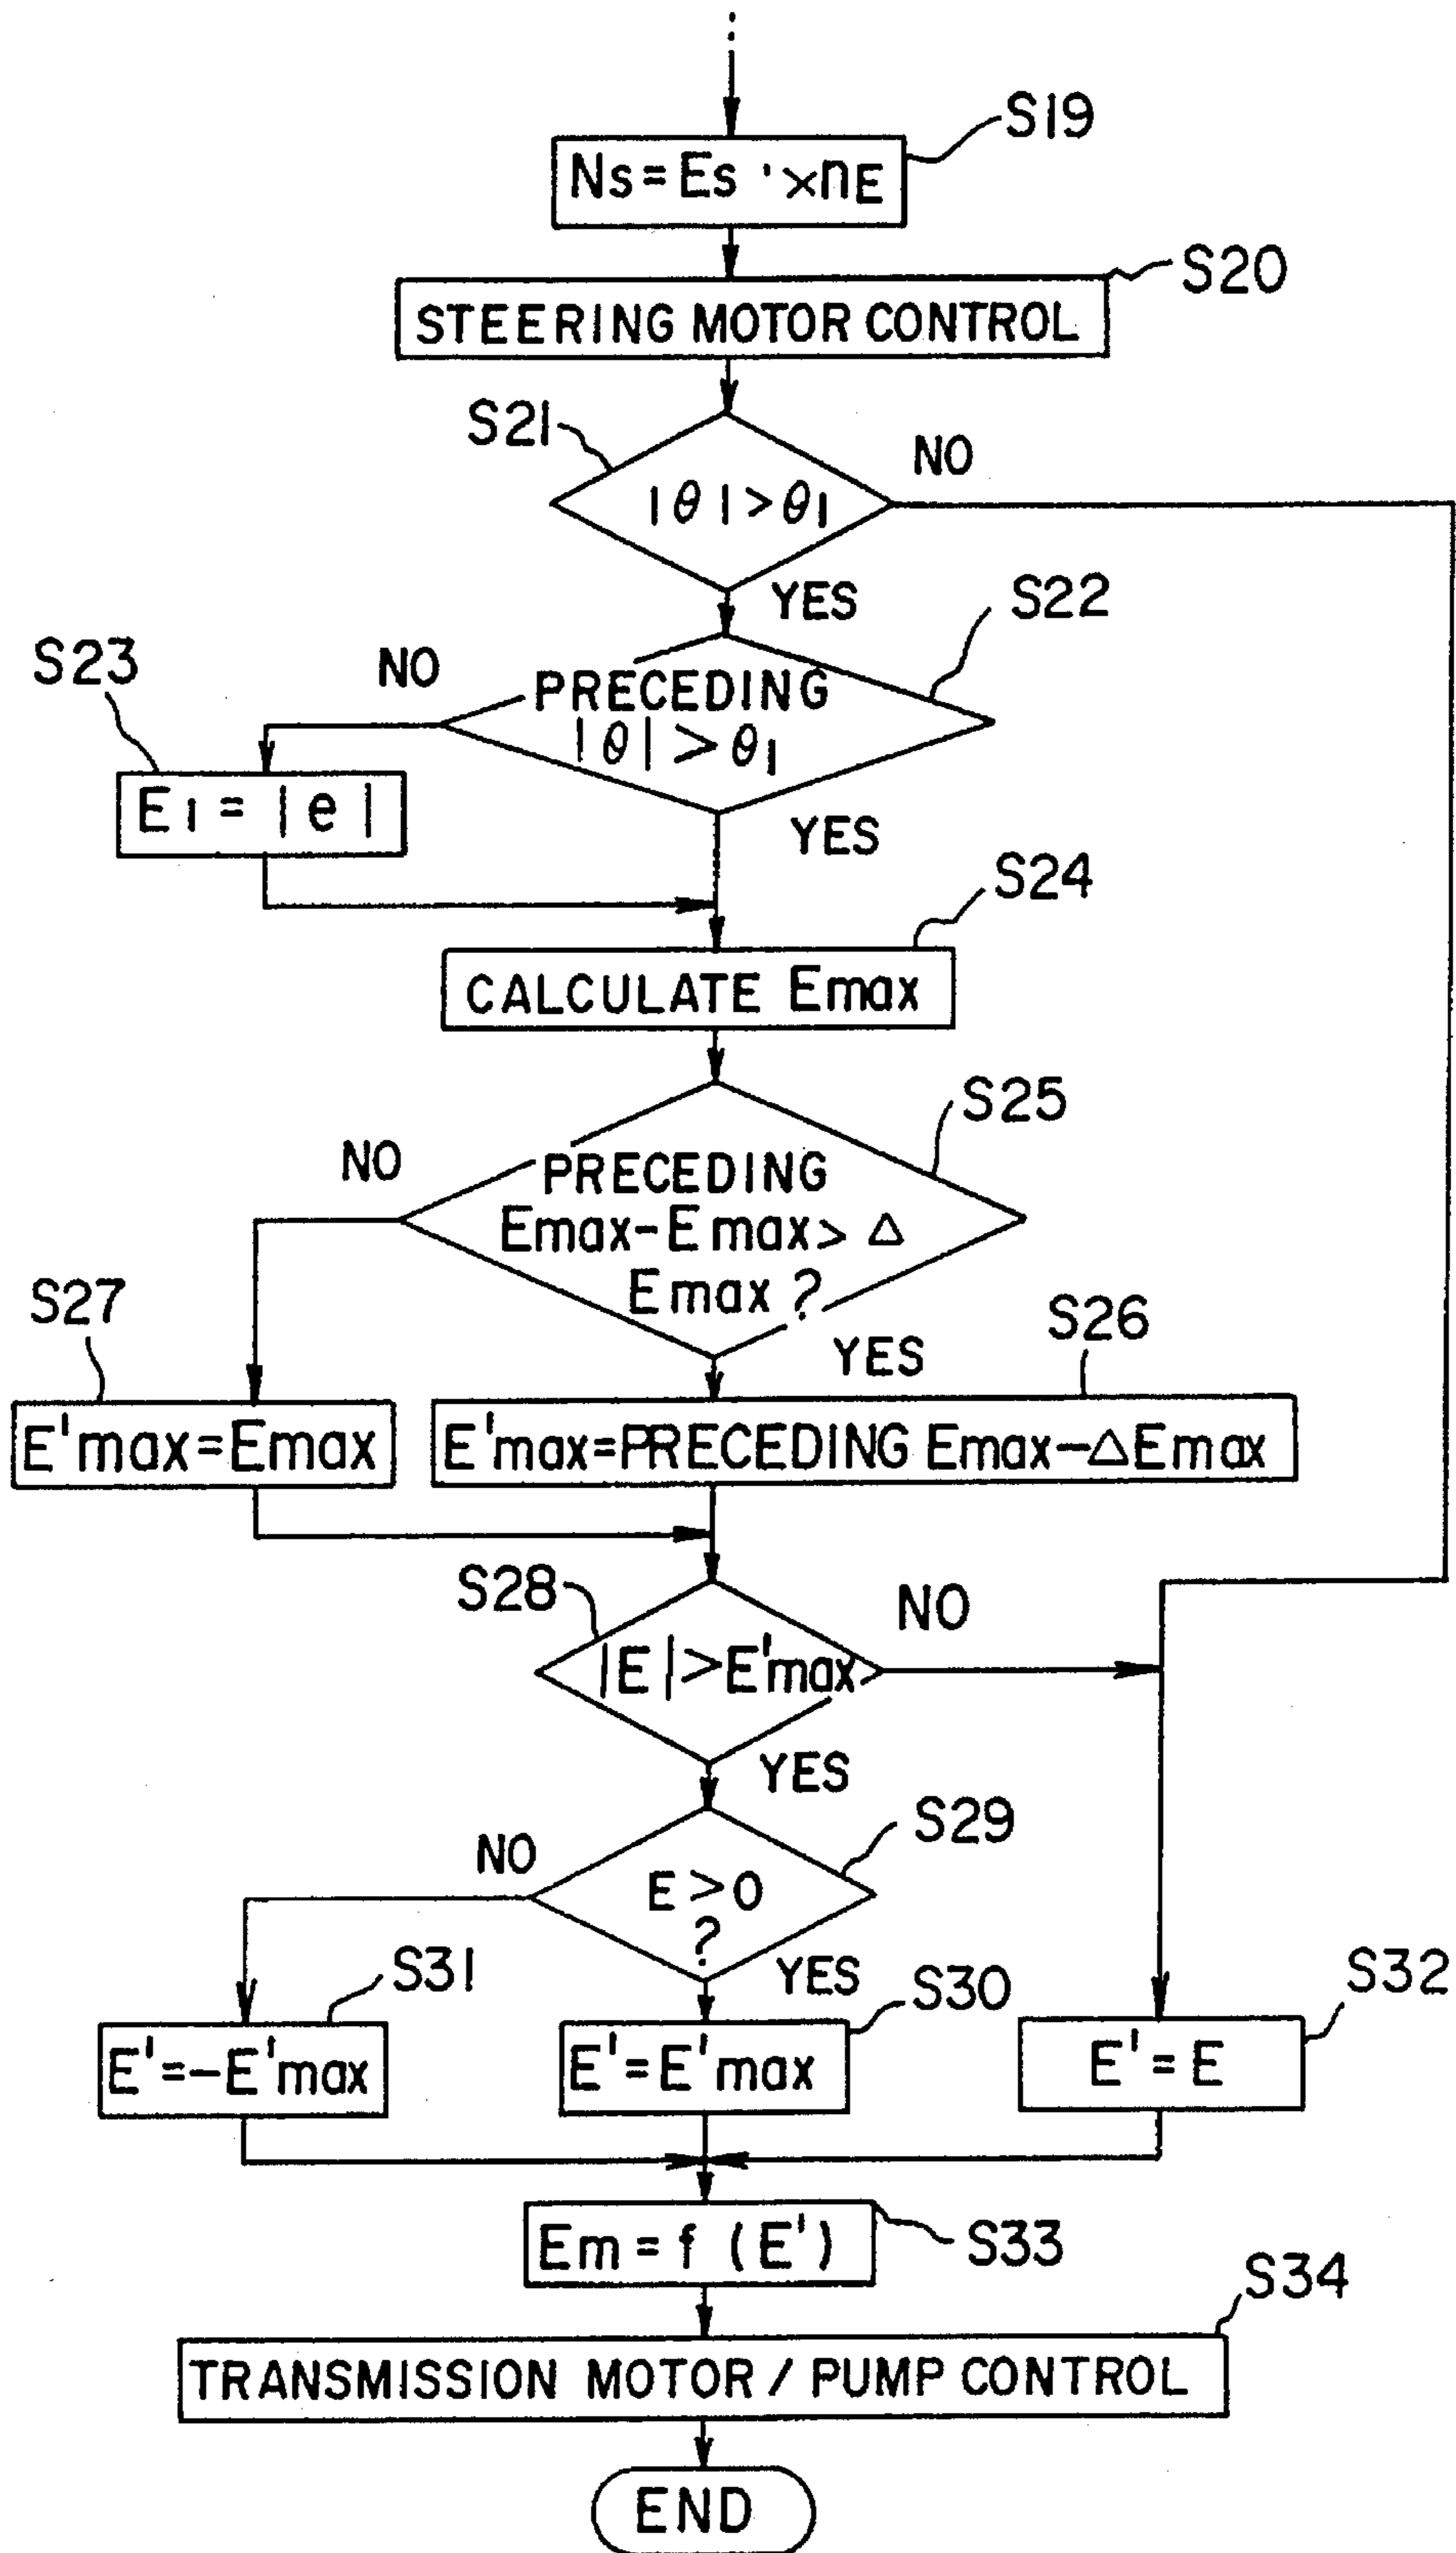 S19
Ns=Es'×nE
S20
STEERING MOTOR CONTROL
S21
NO
|θ|>θ1
YES
S22
S23
NO
PRECEDING
|θ|>θ1
E1=|e|
YES
S24
CALCULATE Emax
S25
NO
PRECEDING
Emax-Emax>△
Emax?
S27
S26
YES
E'max=Emax
E'max=PRECEDING Emax-△Emax
S28
NO
|E|>E'max
YES
S29
NO
E>0
?
S31
YES
S30
S32
E'=-E'max
E'=E'max
E'=E
Em=f(E')
S33
S34
TRANSMISSION MOTOR/PUMP CONTROL
END